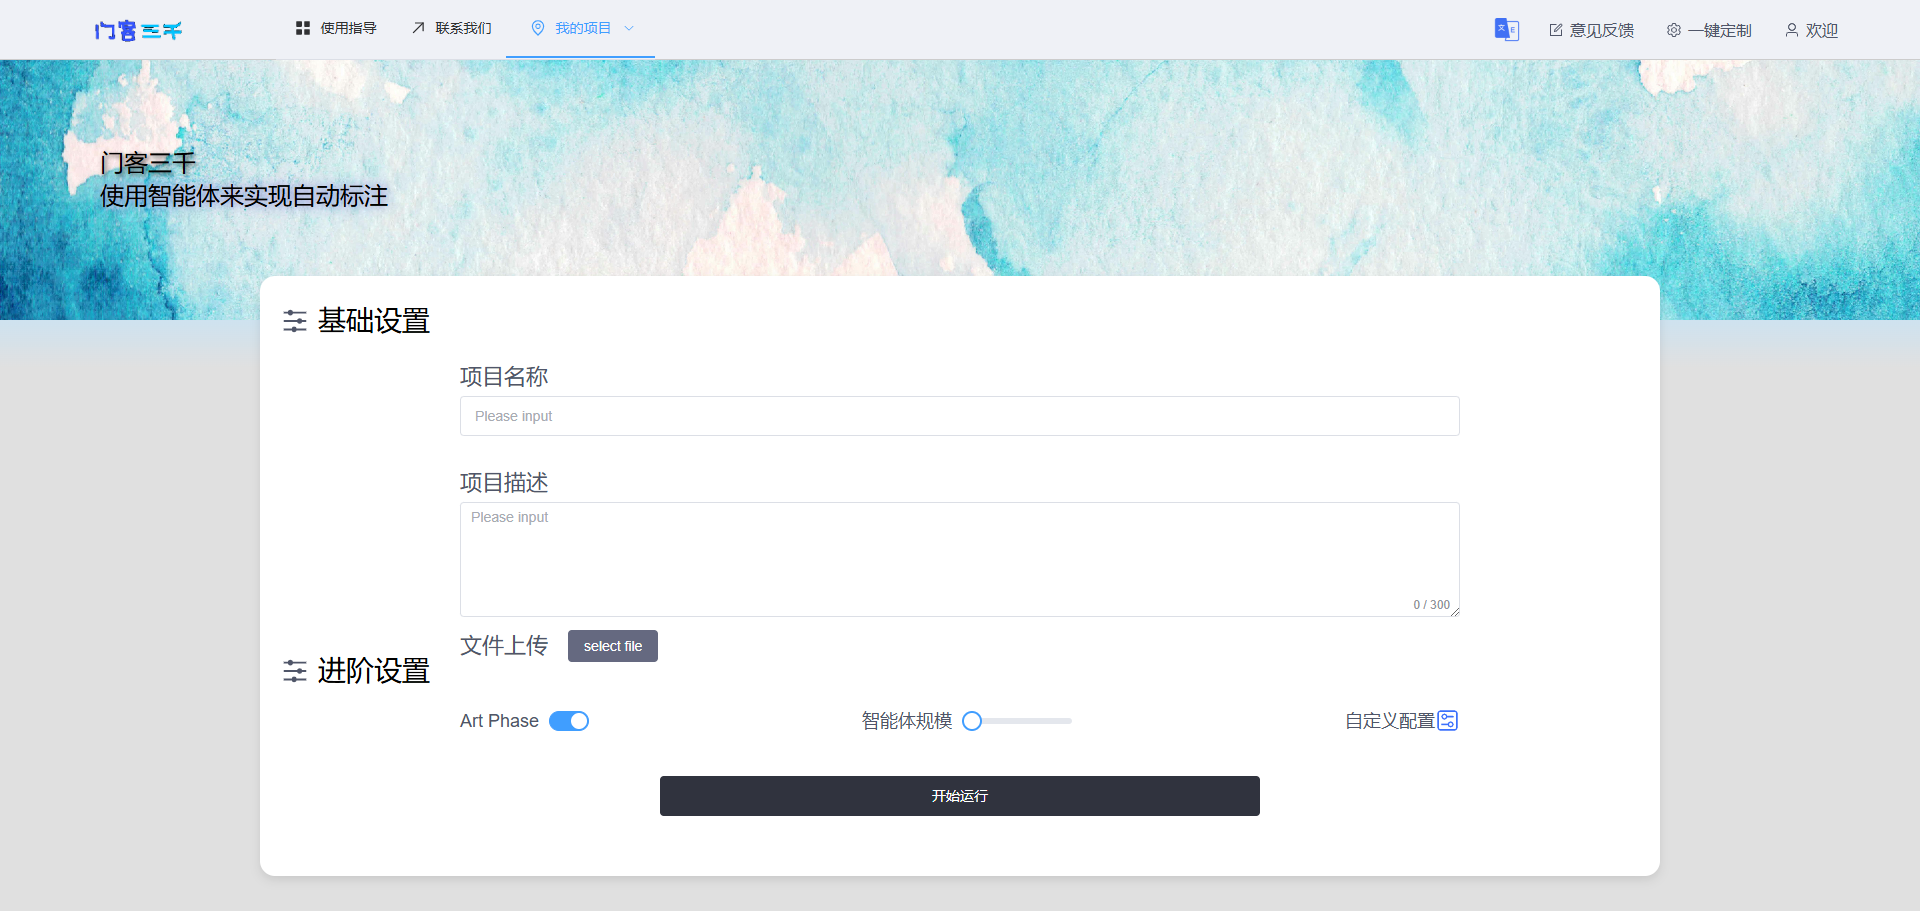 门客三千
使用指导
联系我们
我的项目
文
E
意见反馈
一键定制
欢迎
门客三千
使用智能体来实现自动标注
基础设置
项目名称
Please input
项目描述
Please input
0 / 300
文件上传
select file
进阶设置
Art Phase
智能体规模
自定义配置
开始运行